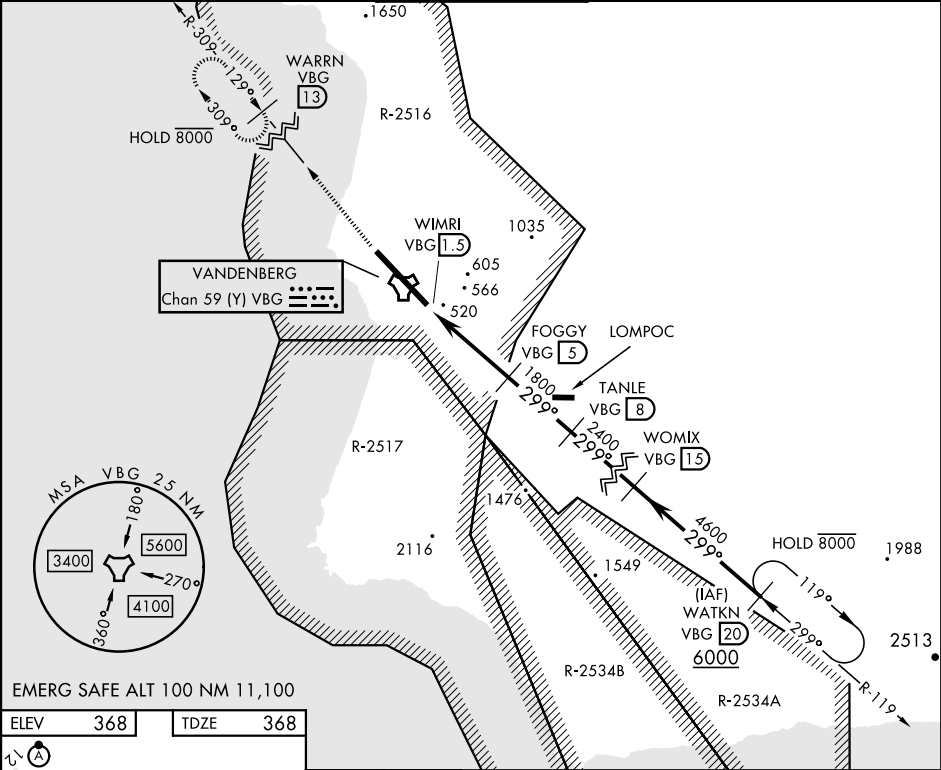 1650
R-309
129°
309°
WARRN
VBG
13
HOLD 8000
R-2516
WIMRI
VBG 1.5
1035
605
566
520
VANDENBERG
Chan 59 (Y) VBG
FOGGY
VBG 5
LOMPOC
1800
299°
TANLE
VBG 8
2400
299°
WOMIX
VBG 15
R-2517
1476
2116
4600
299°
HOLD 8000
1988
1549
(IAF)
WATKN
VBG 20
6000
119°
299°
2513
R-119
R-2534B
R-2534A
MSA VBG 25 NM
180°
3400
5600
270°
4100
360°
EMERG SAFE ALT 100 NM 11,100
ELEV 368
TDZE 368
12
A